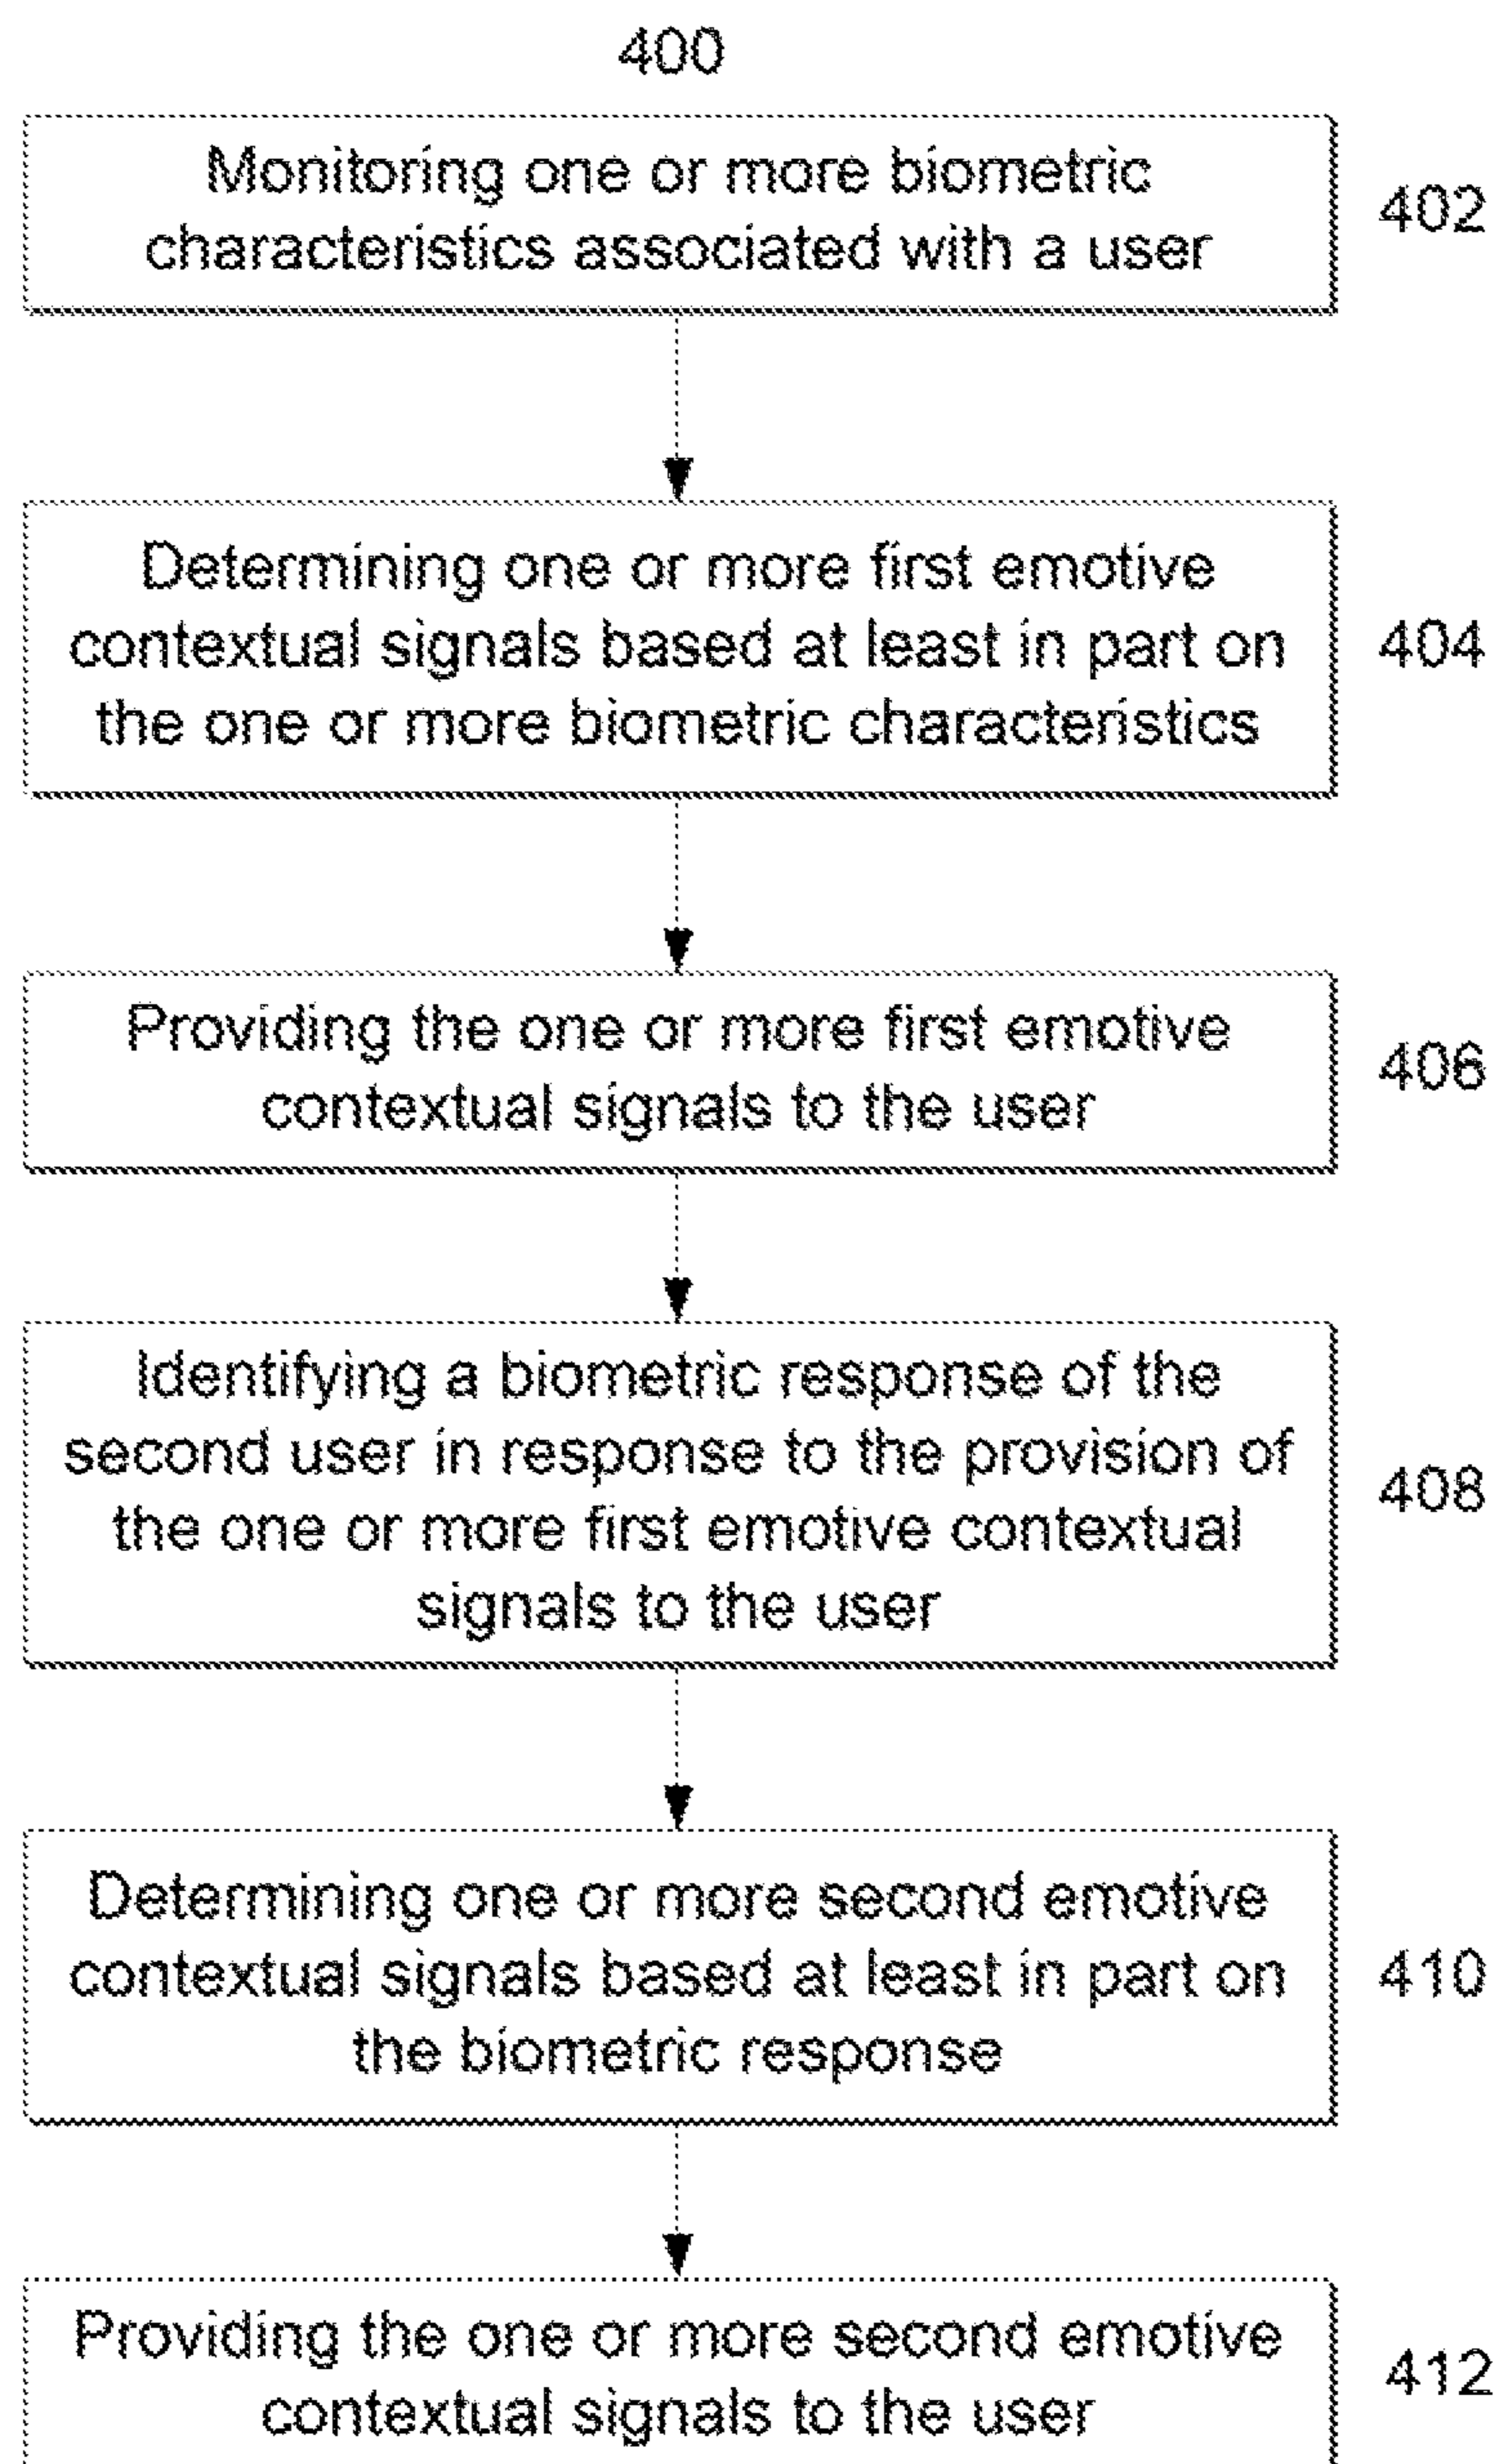 400
Monitoring one or more biometric
characteristics associated with a user
402
Determining one or more first emotive
contextual signals based at least in part on
the one or more biometric characteristics
404
Providing the one or more first emotive
contextual signals to the user
406
Identifying a biometric response of the
second user in response to the provision of
the one or more first emotive contextual
signals to the user
408
Determining one or more second emotive
contextual signals based at least in part on
the biometric response
410
Providing the one or more second emotive
contextual signals to the user
412